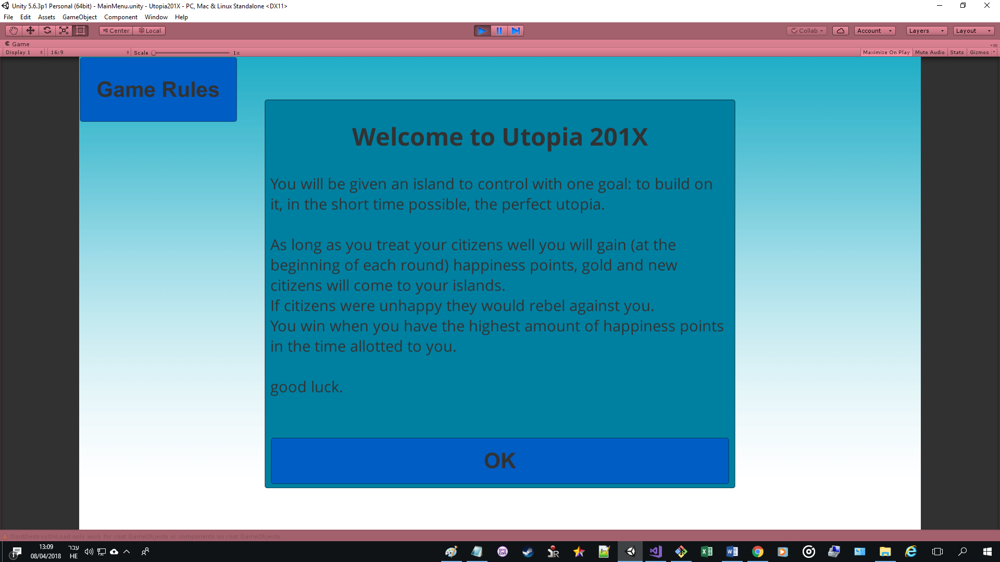 Unity 5.6.3p1 Personal (64bit) - MainMenu.unity - Utopia201X - PC, Mac & Linux Standalone <DX11>
File Edit Assets GameObject Component Window Help
Center Local Collab Account Layers Layout
Game
Display 1 16:9 Scale 1x Maximize On Play Mute Audio Stats Gizmos
Game Rules
Welcome to Utopia 201X
You will be given an island to control with one goal: to build on
it, in the short time possible, the perfect utopia.
As long as you treat your citizens well you will gain (at the
beginning of each round) happiness points, gold and new
citizens will come to your islands.
If citizens were unhappy they would rebel against you.
You win when you have the highest amount of happiness points
in the time allotted to you.
good luck.
OK
DontDestroyOnLoad only work for root GameObjects or components on root GameObjects.
13:09 עבר
08/04/2018 HE
1
gog com